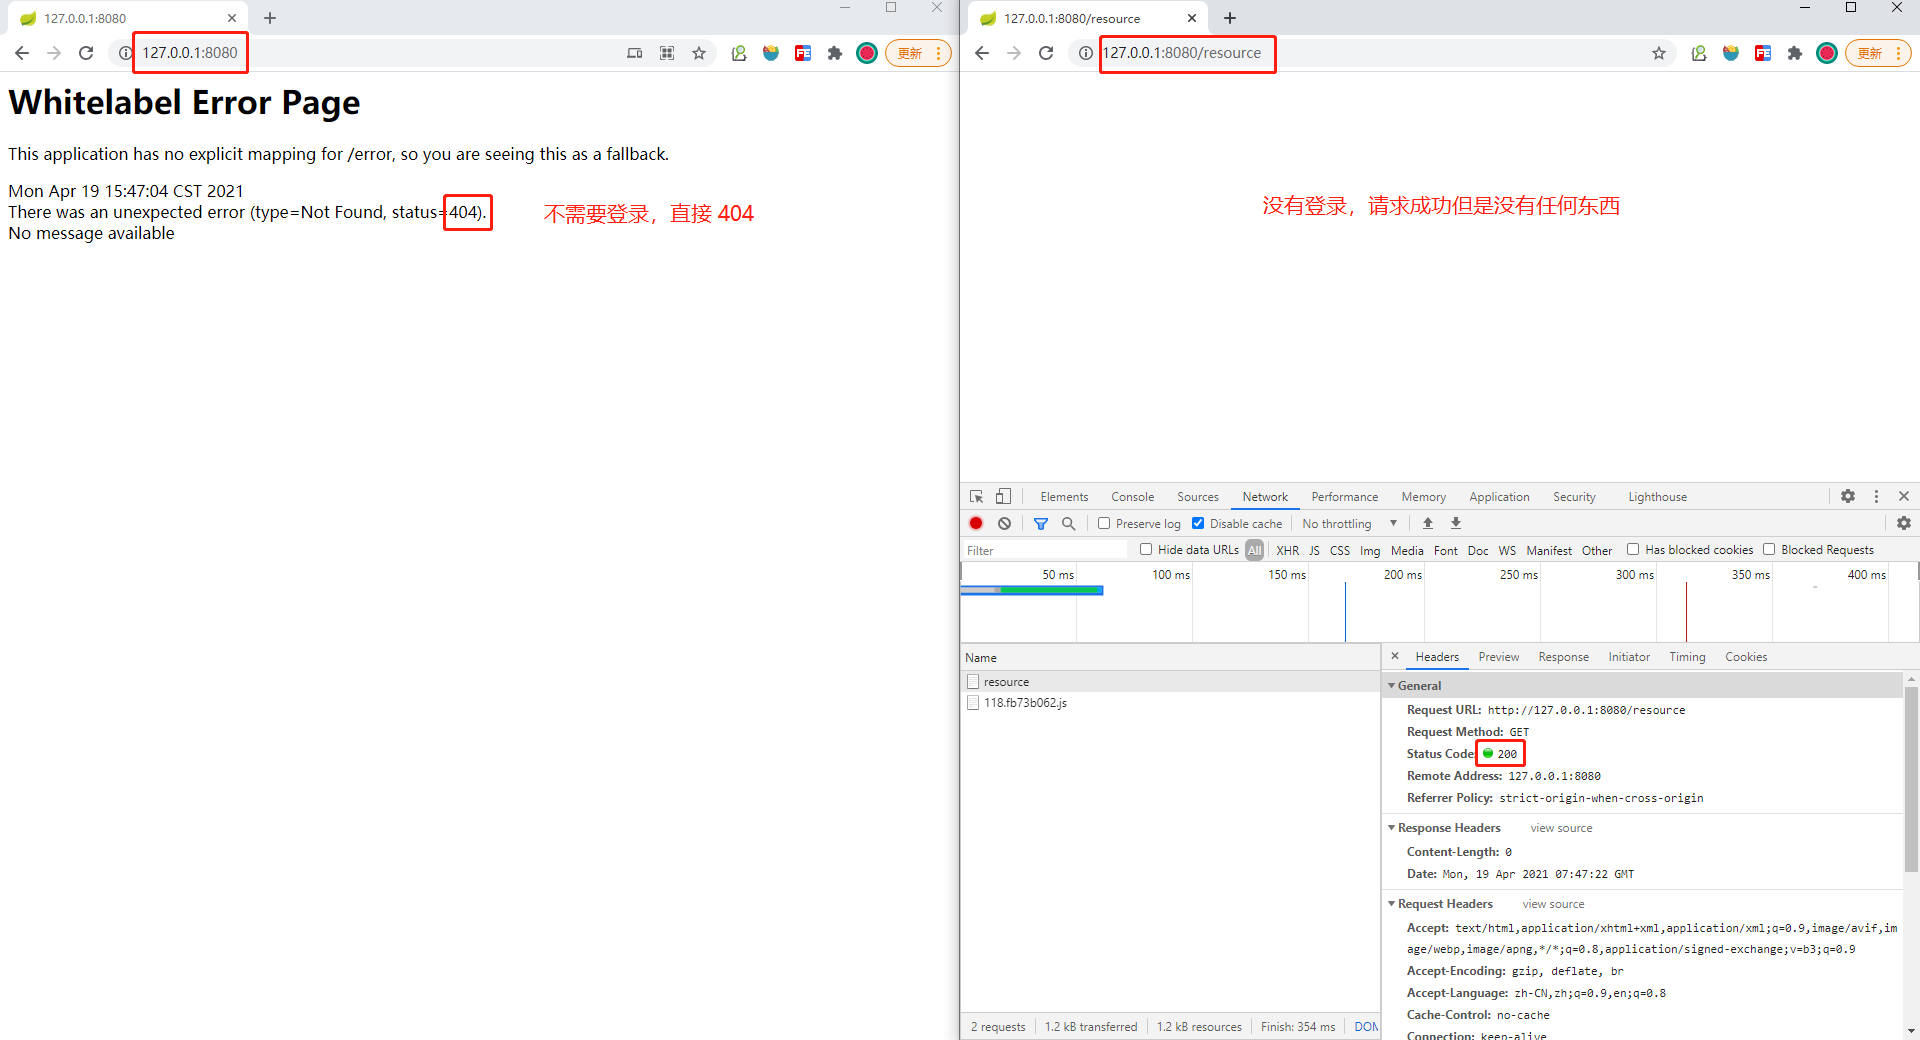 127.0.0.1:8080
127.0.0.1:8080
更新
Whitelabel Error Page
This application has no explicit mapping for /error, so you are seeing this as a fallback.
Mon Apr 19 15:47:04 CST 2021
There was an unexpected error (type=Not Found, status=404).
No message available
不需要登录，直接 404
127.0.0.1:8080/resource
127.0.0.1:8080/resource
更新
没有登录，请求成功但是没有任何东西
Elements Console Sources Network Performance Memory Application Security Lighthouse
Preserve log Disable cache No throttling
Filter Hide data URLs All XHR JS CSS Img Media Font Doc WS Manifest Other Has blocked cookies Blocked Requests
50 ms 100 ms 150 ms 200 ms 250 ms 300 ms 350 ms 400 ms
Name
resource
118.fb73b062.js
2 requests 1.2 kB transferred 1.2 kB resources Finish: 354 ms DOM
Headers Preview Response Initiator Timing Cookies
General
Request URL: http://127.0.0.1:8080/resource
Request Method: GET
Status Code: 200
Remote Address: 127.0.0.1:8080
Referrer Policy: strict-origin-when-cross-origin
Response Headers view source
Content-Length: 0
Date: Mon, 19 Apr 2021 07:47:22 GMT
Request Headers view source
Accept: text/html,application/xhtml+xml,application/xml;q=0.9,image/avif,im
age/webp,image/apng,*/*;q=0.8,application/signed-exchange;v=b3;q=0.9
Accept-Encoding: gzip, deflate, br
Accept-Language: zh-CN,zh;q=0.9,en;q=0.8
Cache-Control: no-cache
Connection: keep-alive